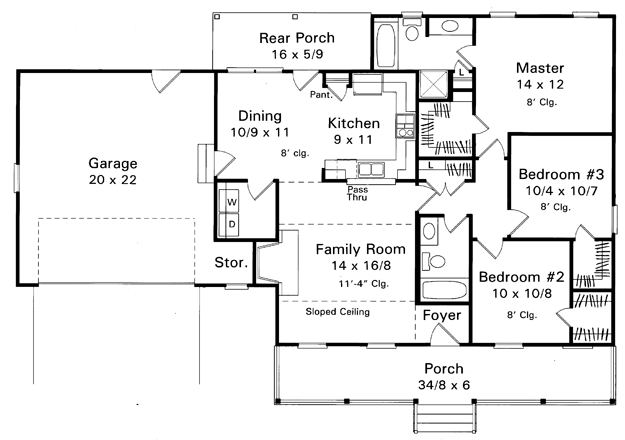 Rear Porch
16 x 5/9
L
Master
14 x 12
8' Clg.
Pant.
Dining
10/9 x 11
8' clg.
Kitchen
9 x 11
Garage
20 x 22
L
Bedroom #3
10/4 x 10/7
8' Clg.
Pass
Thru
W
D
Family Room
14 x 16/8
11'-4" Clg.
Stor.
Bedroom #2
10 x 10/8
8' Clg.
Sloped Ceiling
Foyer
Porch
34/8 x 6